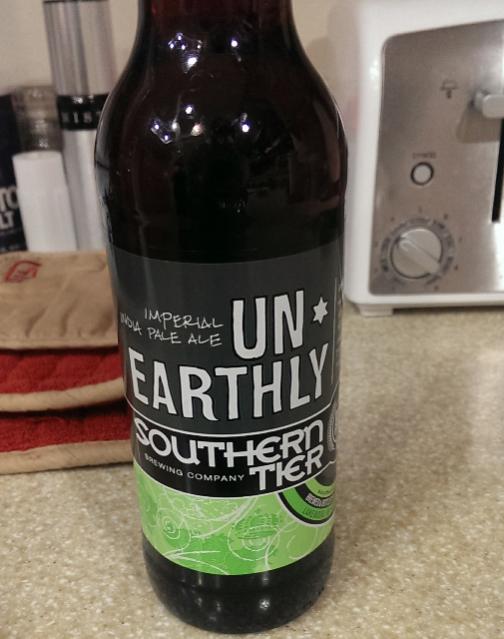 IMPERIAL
INDIA PALE ALE
UN
EARTHLY
SOUTHERN
TIER
BREWING COMPANY